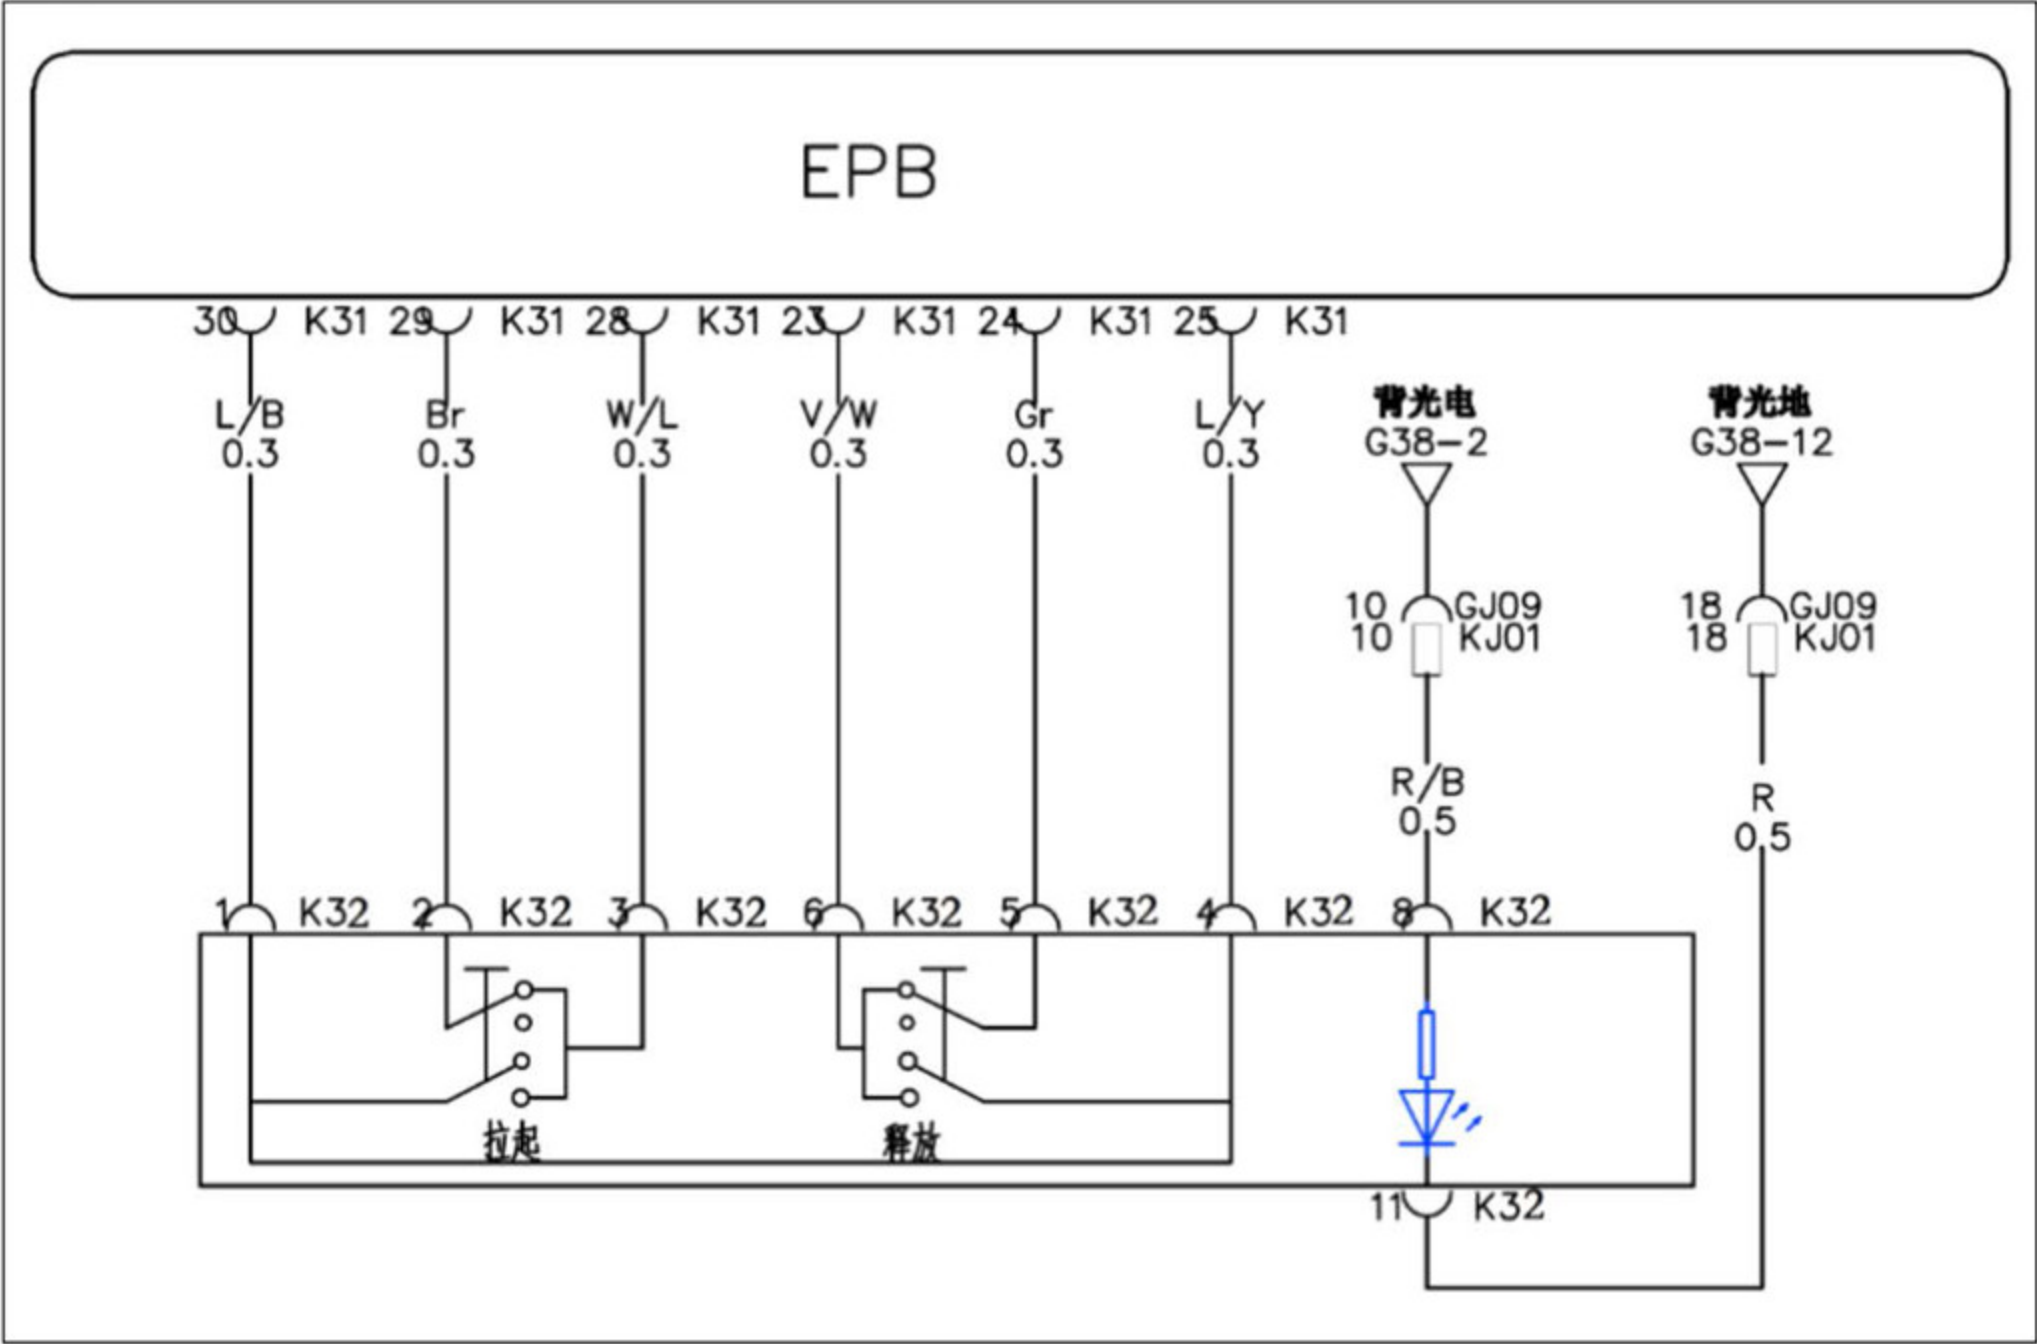 EPB
30 K31 29 K31 28 K31 23 K31 24 K31 25 K31
L/B Br W/L V/W Gr L/Y
0.3 0.3 0.3 0.3 0.3 0.3
背光电 背光地
G38-2 G38-12
10 GJ09 18 GJ09
10 KJ01 18 KJ01
R/B R
0.5 0.5
1 K32 2 K32 3 K32 6 K32 5 K32 4 K32 8 K32
拉起 释放
11 K32